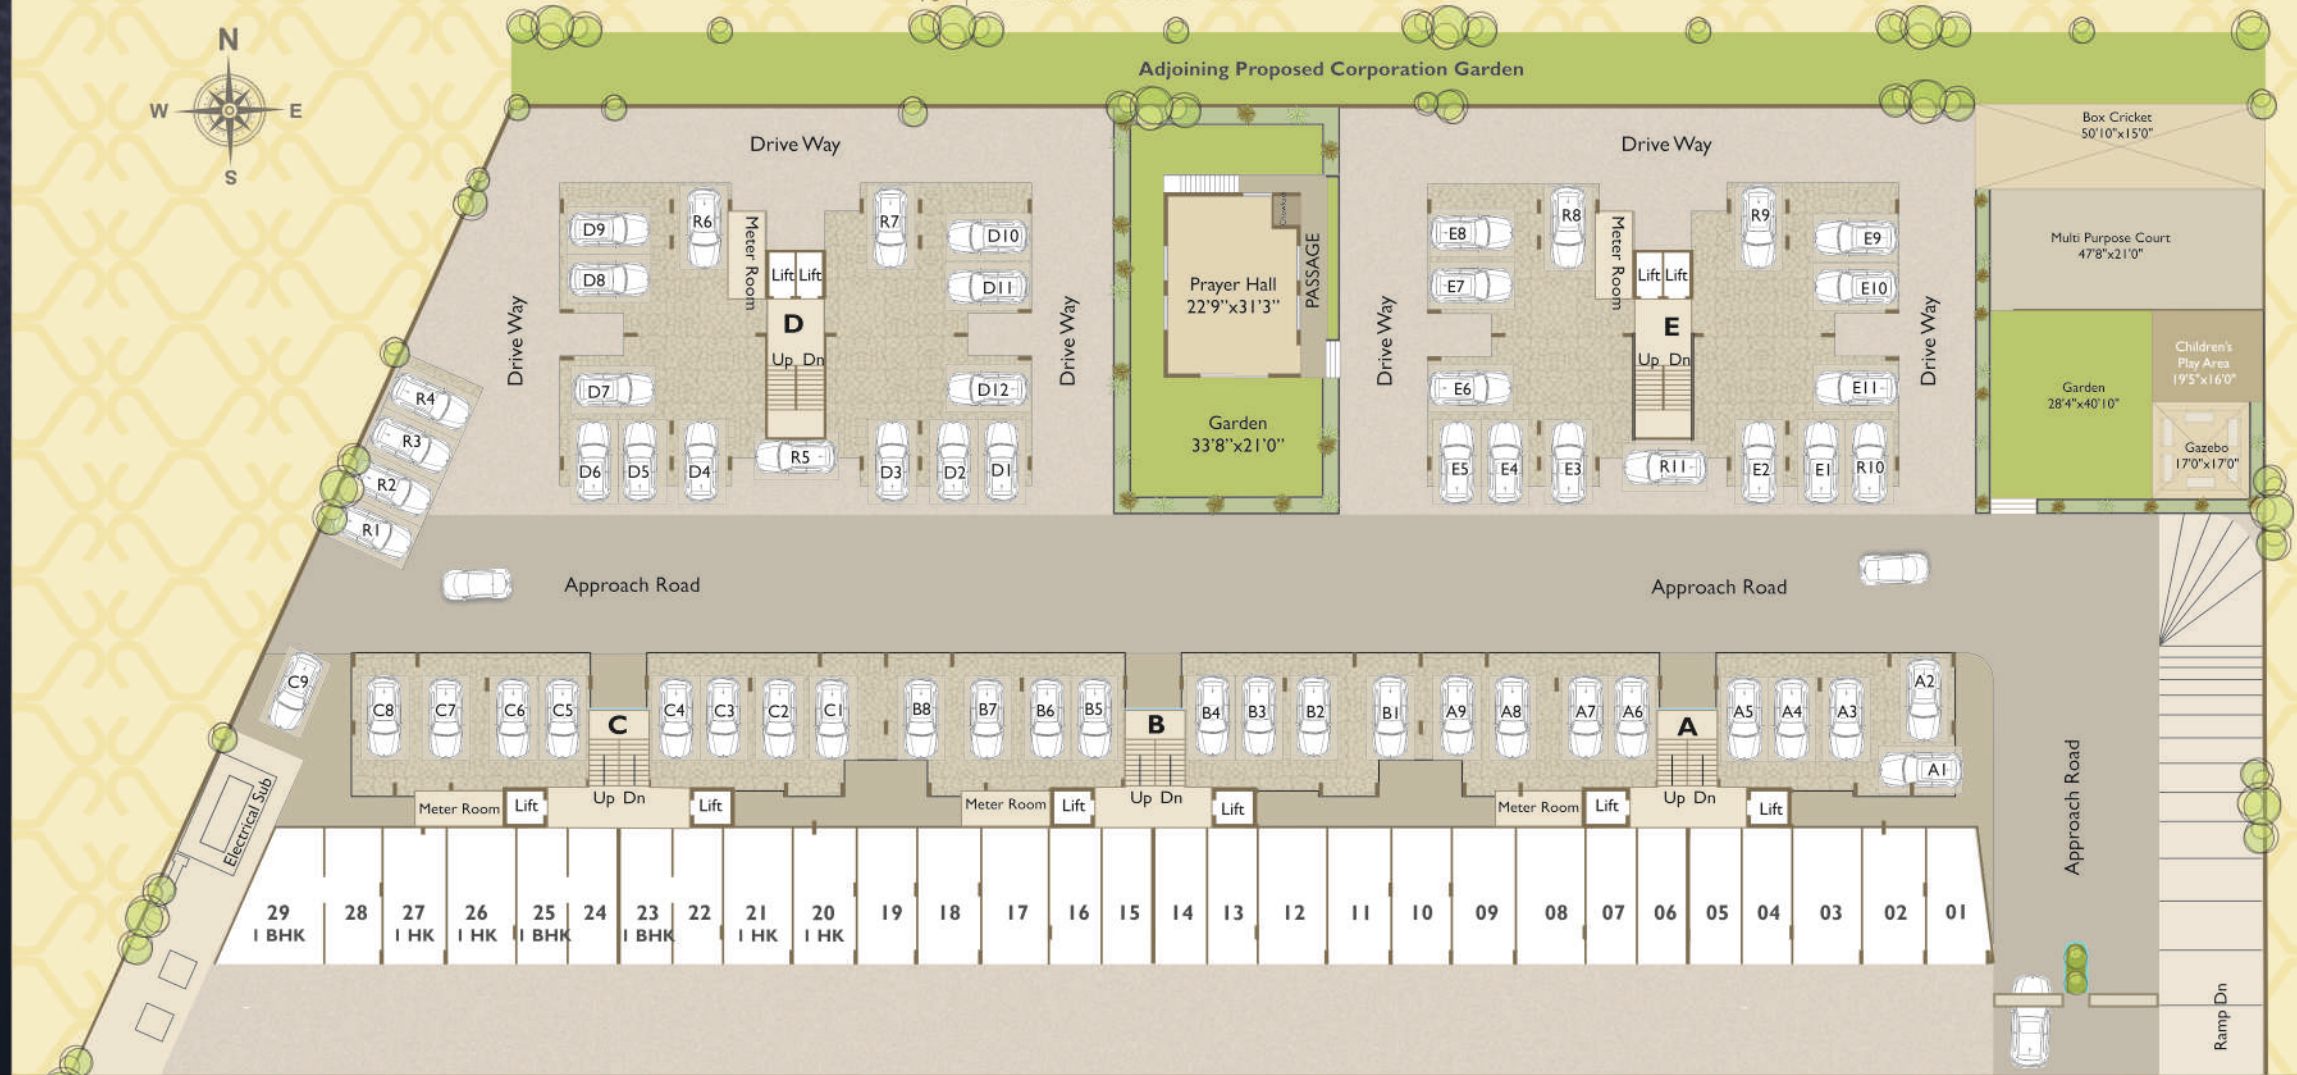 N
W
E
S
Adjoining Proposed Corporation Garden
Drive Way
Drive Way
Box Cricket
50'10"x15'0"
D9
R6
Meter Room
R7
D10
D8
Lift
Lift
D11
D
Up Dn
Drive Way
Drive Way
D7
D12
D6
D5
D4
R5
D3
D2
D1
Prayer Hall
22'9"x31'3"
PASSAGE
Garden
33'8"x21'0"
E8
R8
Meter Room
R9
E9
E7
Lift
Lift
E10
E
Up Dn
Drive Way
Drive Way
E6
E11
E5
E4
E3
R11
E2
E1
R10
Multi Purpose Court
47'8"x21'0"
Children's
Play Area
19'5"x16'0"
Garden
28'4"x40'10"
Gazebo
17'0"x17'0"
R4
R3
R2
R1
Approach Road
Approach Road
C9
C8
C7
C6
C5
C
C4
C3
C2
C1
B8
B7
B6
B5
B
B4
B3
B2
B1
A9
A8
A7
A6
A
A5
A4
A3
A2
A1
Electrical Sub
Meter Room
Lift
Up Dn
Lift
Meter Room
Lift
Up Dn
Lift
Meter Room
Lift
Up Dn
Lift
Approach Road
29
1 BHK
28
27
1 HK
26
1 HK
25
1 BHK
24
23
1 BHK
22
21
1 HK
20
1 HK
19
18
17
16
15
14
13
12
11
10
09
08
07
06
05
04
03
02
01
Ramp Dn